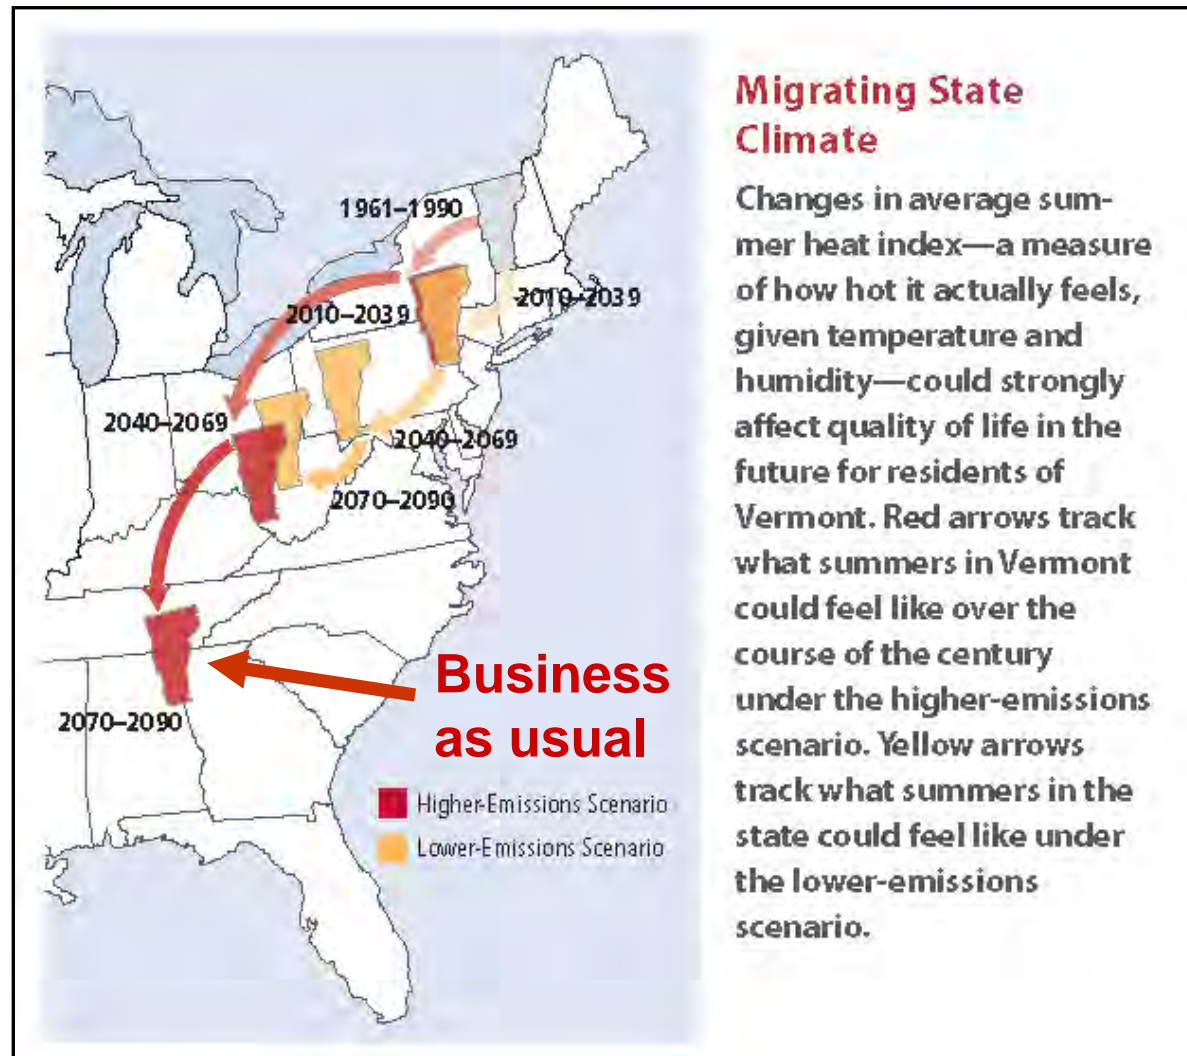 1961–1990
2010–2039
2010–2039
2040–2069
2040–2069
2070–2090
2070–2090
Business
as usual
Higher-Emissions Scenario
Lower-Emissions Scenario
Migrating State
Climate
Changes in average sum-
mer heat index—a measure
of how hot it actually feels,
given temperature and
humidity—could strongly
affect quality of life in the
future for residents of
Vermont. Red arrows track
what summers in Vermont
could feel like over the
course of the century
under the higher-emissions
scenario. Yellow arrows
track what summers in the
state could feel like under
the lower-emissions
scenario.